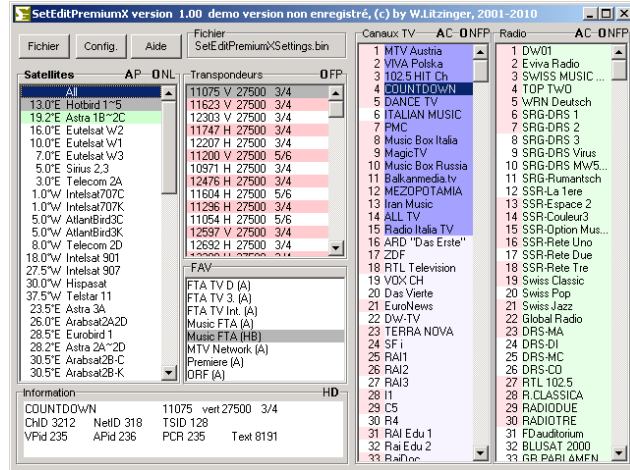 SetEditPremiumX version 1.00 demo version non enregistré, (c) by W.Litzinger, 2001-2010
Fichier
Config.
Aide
Fichier
SetEditPremiumXSettings.bin
Satellites AP ONL
All
13.0°E Hotbird 1~5
19.2°E Astra 1B~2C
16.0°E Eutelsat W2
10.0°E Eutelsat W1
7.0°E Eutelsat W3
5.0°E Sirius 2,3
3.0°E Telecom 2A
1.0°W Intelsat707C
1.0°W Intelsat707K
5.0°W AtlantBird3C
5.0°W AtlantBird3K
8.0°W Telecom 2D
18.0°W Intelsat 901
27.5°W Intelsat 907
30.0°W Hispasat
37.5°W Telstar 11
23.5°E Astra 3A
26.0°E Arabsat2A2D
28.5°E Eurobird 1
28.2°E Astra 2A~2D
30.5°E Arabsat2B-C
30.5°E Arabsat2B-K
Transpondeurs OFP
11075 V 27500 3/4
11623 V 27500 3/4
12303 V 27500 3/4
11747 H 27500 3/4
12207 H 27500 3/4
11200 V 27500 5/6
10971 H 27500 3/4
12476 H 27500 3/4
11604 H 27500 5/6
11296 H 27500 3/4
11054 H 27500 5/6
12597 V 27500 3/4
12692 H 27500 3/4
FAV
FTA TV D (A)
FTA TV 3. (A)
FTA TV Int. (A)
Music FTA (A)
Music FTA (HB)
MTV Network (A)
Premiere (A)
ORF (A)
Canaux TV AC ONFP
1 MTV Austria
2 VIVA Polska
3 102.5 HIT Ch
4 COUNTDOWN
5 DANCE TV
6 ITALIAN MUSIC
7 PMC
8 Music Box Italia
9 MagicTV
10 Music Box Russia
11 Balkanmedia.tv
12 MEZOPOTAMIA
13 Iran Music
14 ALL TV
15 Radio Italia TV
16 ARD "Das Erste"
17 ZDF
18 RTL Television
19 VOX CH
20 Das Vierte
21 EuroNews
22 DW-TV
23 TERRA NOVA
24 SF i
25 RAI1
26 RAI2
27 RAI3
28 I1
29 C5
30 R4
31 RAI Edu 1
32 Rai Edu 2
33 RaiDoc
Radio AC ONFP
1 DW01
2 Eviva Radio
3 SWISS MUSIC ...
4 TOP TWO
5 WRN Deutsch
6 SRG-DRS 1
7 SRG-DRS 2
8 SRG-DRS 3
9 SRG-DRS Virus
10 SRG-DRS MW5...
11 SRG-Rumantsch
12 SSR-La 1ere
13 SSR-Espace 2
14 SSR-Couleur3
15 SSR-Option Mus...
16 SSR-Rete Uno
17 SSR-Rete Due
18 SSR-Rete Tre
19 Swiss Classic
20 Swiss Pop
21 Swiss Jazz
22 Global Radio
23 DRS-MA
24 DRS-DI
25 DRS-MC
26 DRS-CO
27 RTL 102.5
28 R.CLASSICA
29 RADIODUE
30 RADIOTRE
31 FDauditorium
32 BLUSAT 2000
33 GR PARLAMEN
Information HD
COUNTDOWN 11075 vert 27500 3/4
ChID 3212 NetID 318 TSID 128
VPid 235 APid 236 PCR 235 Text 8191